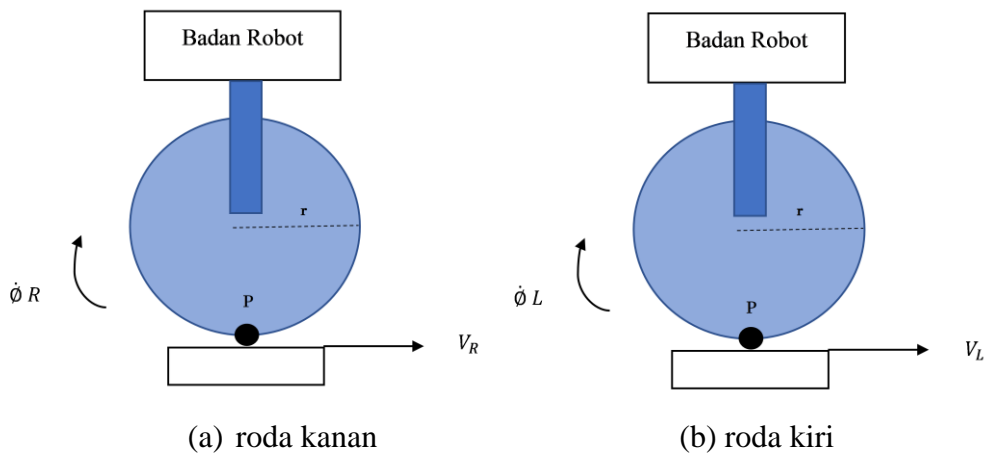 Badan Robot
Badan Robot
r
r
φ̇ R
φ̇ L
P
P
V_R
V_L
(a) roda kanan
(b) roda kiri